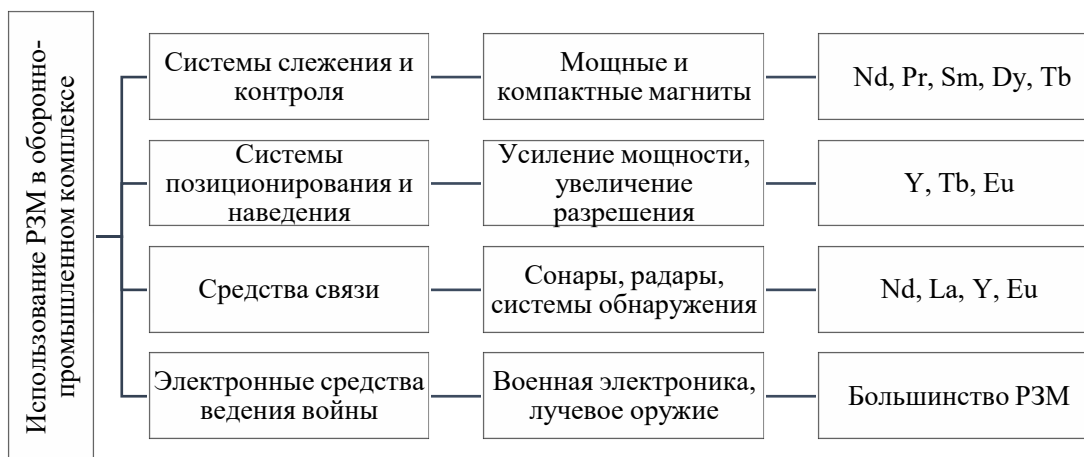 Использование РЗМ в оборонно-
промышленном комплексе
Системы слежения и
контроля
Мощные и
компактные магниты
Nd, Pr, Sm, Dy, Tb
Системы
позиционирования и
наведения
Усиление мощности,
увеличение
разрешения
Y, Tb, Eu
Средства связи
Сонары, радары,
системы обнаружения
Nd, La, Y, Eu
Электронные средства
ведения войны
Военная электроника,
лучевое оружие
Большинство РЗМ